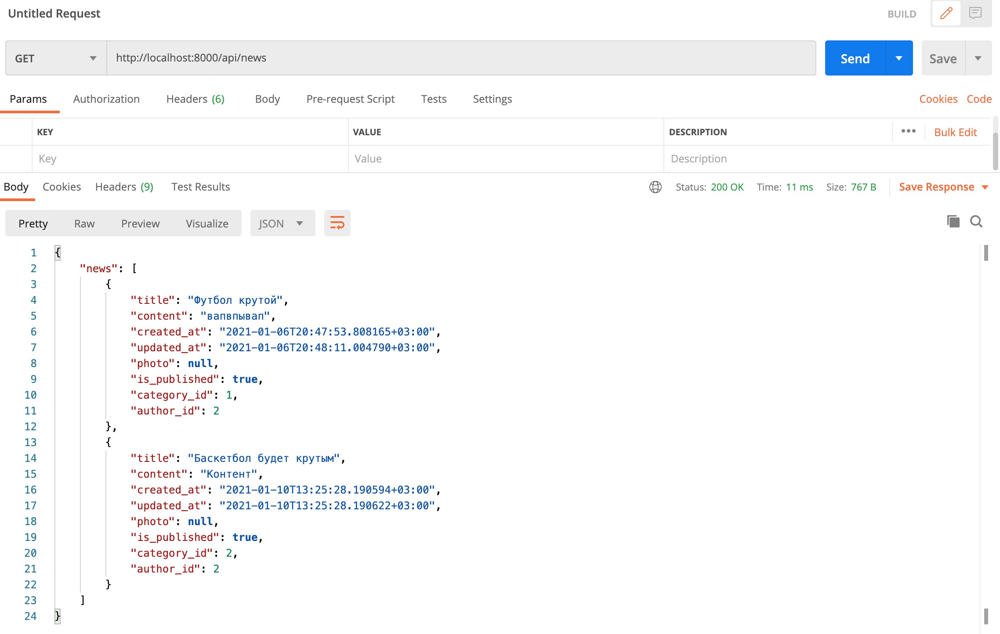 Untitled Request
BUILD
GET http://localhost:8000/api/news Send Save
Params Authorization Headers (6) Body Pre-request Script Tests Settings Cookies Code
KEY VALUE DESCRIPTION ••• Bulk Edit
Key Value Description
Body Cookies Headers (9) Test Results Status: 200 OK Time: 11 ms Size: 767 B Save Response
Pretty Raw Preview Visualize JSON
1 {
2 "news": [
3 {
4 "title": "Футбол крутой",
5 "content": "вапвпывап",
6 "created_at": "2021-01-06T20:47:53.808165+03:00",
7 "updated_at": "2021-01-06T20:48:11.004790+03:00",
8 "photo": null,
9 "is_published": true,
10 "category_id": 1,
11 "author_id": 2
12 },
13 {
14 "title": "Баскетбол будет крутым",
15 "content": "Контент",
16 "created_at": "2021-01-10T13:25:28.190594+03:00",
17 "updated_at": "2021-01-10T13:25:28.190622+03:00",
18 "photo": null,
19 "is_published": true,
20 "category_id": 2,
21 "author_id": 2
22 }
23 ]
24 }